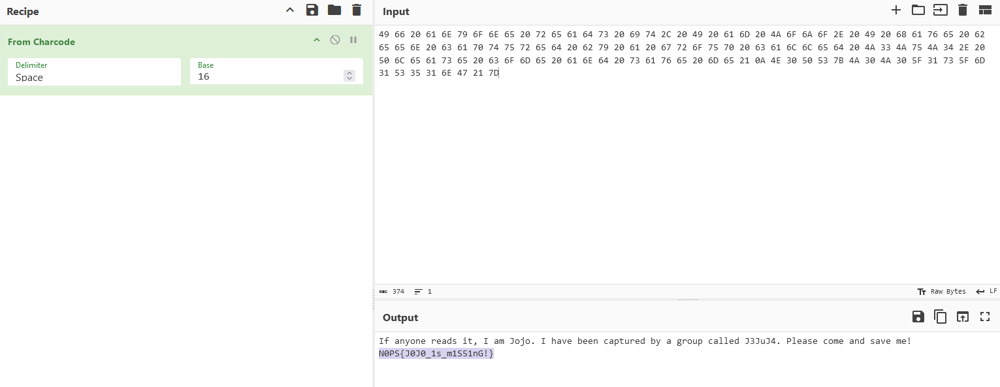 Recipe
Input
From Charcode
Delimiter
Space
Base
16
49 66 20 61 6E 79 6F 6E 65 20 72 65 61 64 73 20 69 74 2C 20 49 20 61 6D 20 4A 6F 6A 6F 2E 20 49 20 68 61 76 65 20 62
65 65 6E 20 63 61 70 74 75 72 65 64 20 62 79 20 61 20 67 72 6F 75 70 20 63 61 6C 6C 65 64 20 4A 33 4A 75 4A 34 2E 20
50 6C 65 61 73 65 20 63 6F 6D 65 20 61 6E 64 20 73 61 76 65 20 6D 65 21 0A 4E 30 50 53 7B 4A 30 4A 30 5F 31 73 5F 6D
31 53 35 31 6E 47 21 7D
ABC 374 1
Tt Raw Bytes LF
Output
If anyone reads it, I am Jojo. I have been captured by a group called J3JuJ4. Please come and save me!
N0PS{J0J0_1s_m1S51nG!}